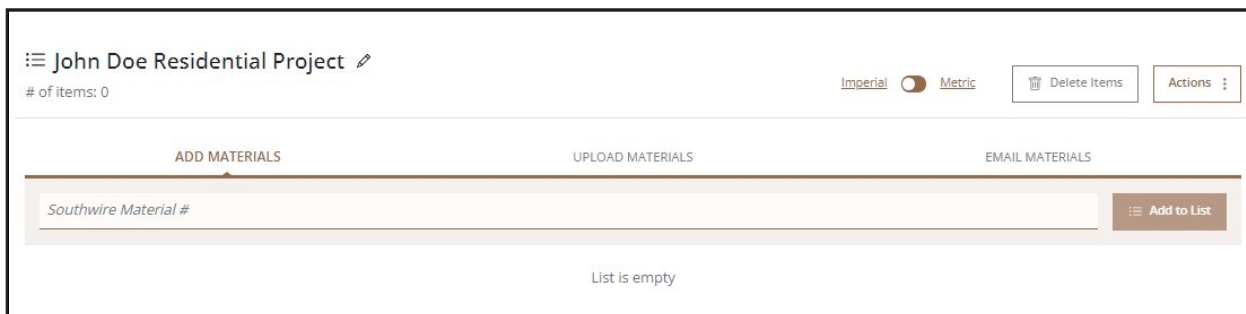 John Doe Residential Project
# of items: 0
Imperial Metric Delete Items Actions
ADD MATERIALS UPLOAD MATERIALS EMAIL MATERIALS
Southwire Material #
Add to List
List is empty